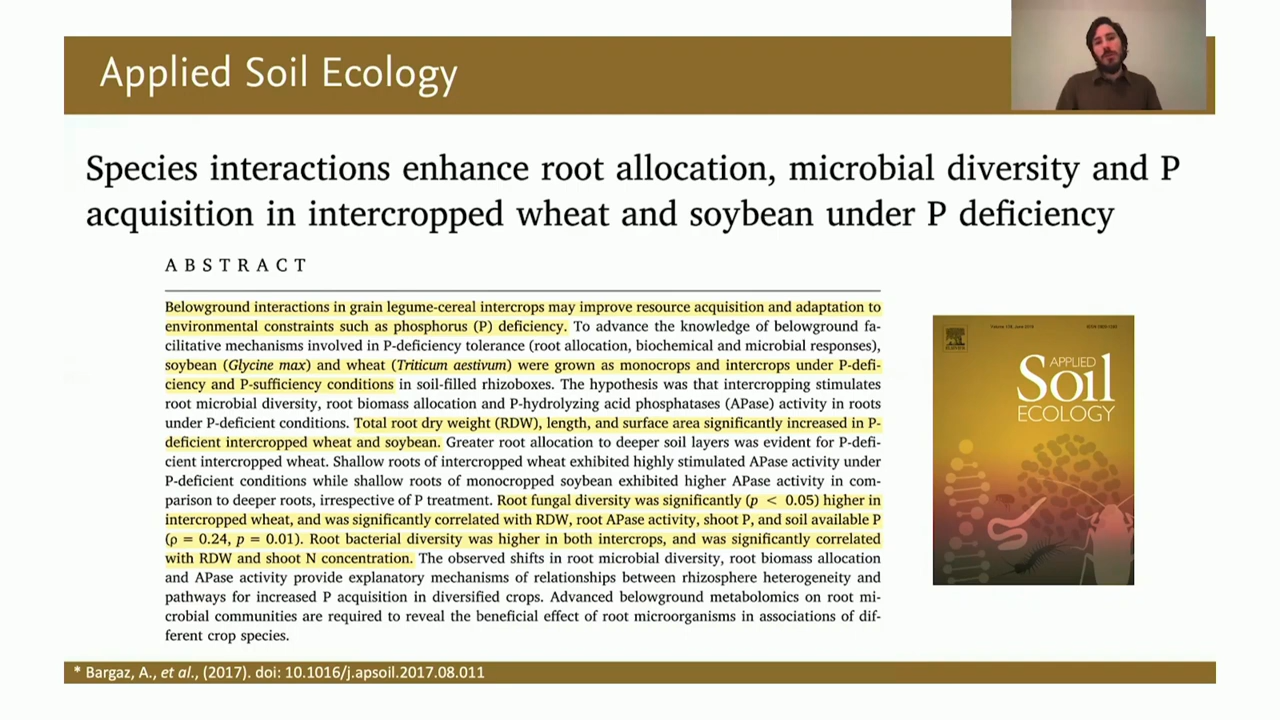 Applied Soil Ecology
Species interactions enhance root allocation, microbial diversity and P
acquisition in intercropped wheat and soybean under P deficiency
ABSTRACT
Belowground interactions in grain legume-cereal intercrops may improve resource acquisition and adaptation to
environmental constraints such as phosphorus (P) deficiency. To advance the knowledge of belowground fa-
cilitative mechanisms involved in P-deficiency tolerance (root allocation, biochemical and microbial responses),
soybean (Glycine max) and wheat (Triticum aestivum) were grown as monocrops and intercrops under P-defi-
ciency and P-sufficiency conditions in soil-filled rhizoboxes. The hypothesis was that intercropping stimulates
root microbial diversity, root biomass allocation and P-hydrolyzing acid phosphatases (APase) activity in roots
under P-deficient conditions. Total root dry weight (RDW), length, and surface area significantly increased in P-
deficient intercropped wheat and soybean. Greater root allocation to deeper soil layers was evident for P-defi-
cient intercropped wheat. Shallow roots of intercropped wheat exhibited highly stimulated APase activity under
P-deficient conditions while shallow roots of monocropped soybean exhibited higher APase activity in com-
parison to deeper roots, irrespective of P treatment. Root fungal diversity was significantly (p < 0.05) higher in
intercropped wheat, and was significantly correlated with RDW, root APase activity, shoot P, and soil available P
(ρ = 0.24, p = 0.01). Root bacterial diversity was higher in both intercrops, and was significantly correlated
with RDW and shoot N concentration. The observed shifts in root microbial diversity, root biomass allocation
and APase activity provide explanatory mechanisms of relationships between rhizosphere heterogeneity and
pathways for increased P acquisition in diversified crops. Advanced belowground metabolomics on root mi-
crobial communities are required to reveal the beneficial effect of root microorganisms in associations of dif-
ferent crop species.
APPLIED
Soil
ECOLOGY
* Bargaz, A., et al., (2017). doi: 10.1016/j.apsoil.2017.08.011